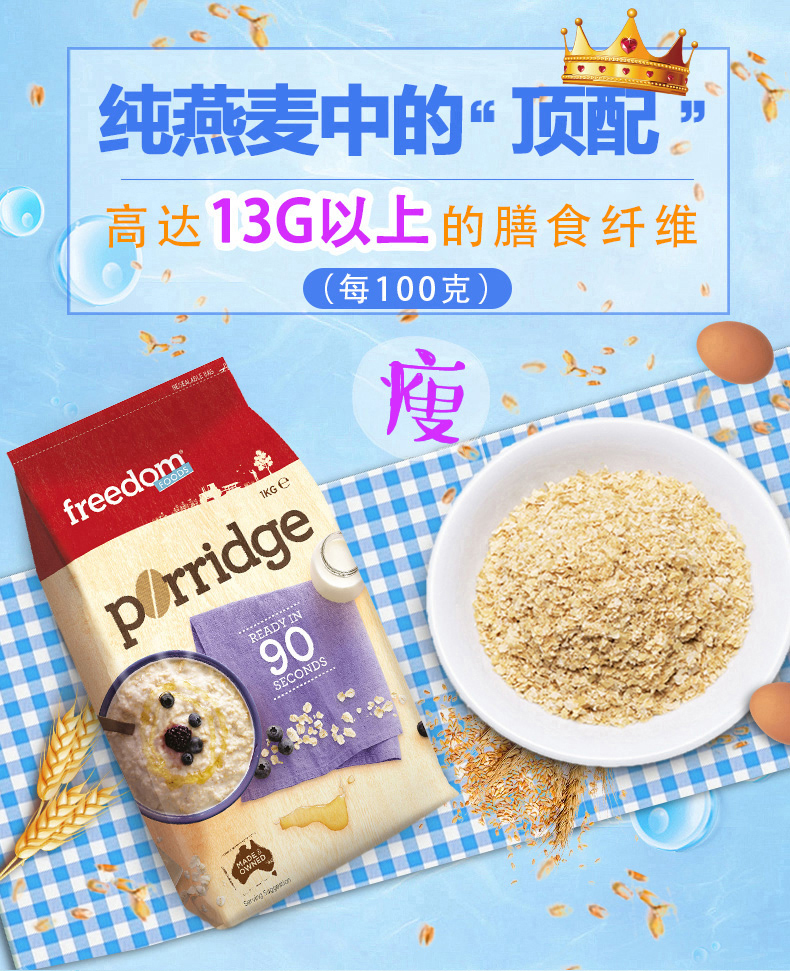 纯燕麦中的“顶配”
高达13G以上的膳食纤维
（每100克）
瘦
RESEALABLE BAG
freedom
FOODS
1KG ℮
porridge
READY IN
90
SECONDS
MADE &
OWNED
Serving Suggestion